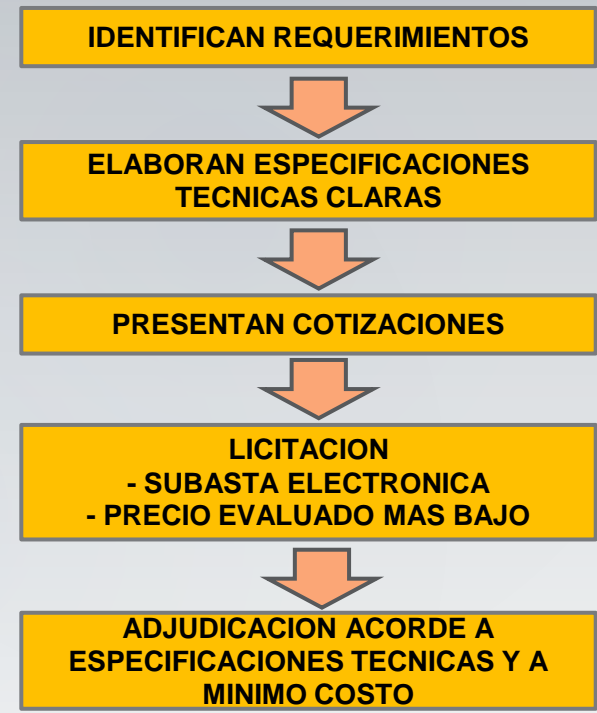 IDENTIFICAN REQUERIMIENTOS
ELABORAN ESPECIFICACIONES
TECNICAS CLARAS
PRESENTAN COTIZACIONES
LICITACION
- SUBASTA ELECTRONICA
- PRECIO EVALUADO MAS BAJO
ADJUDICACION ACORDE A
ESPECIFICACIONES TECNICAS Y A
MINIMO COSTO